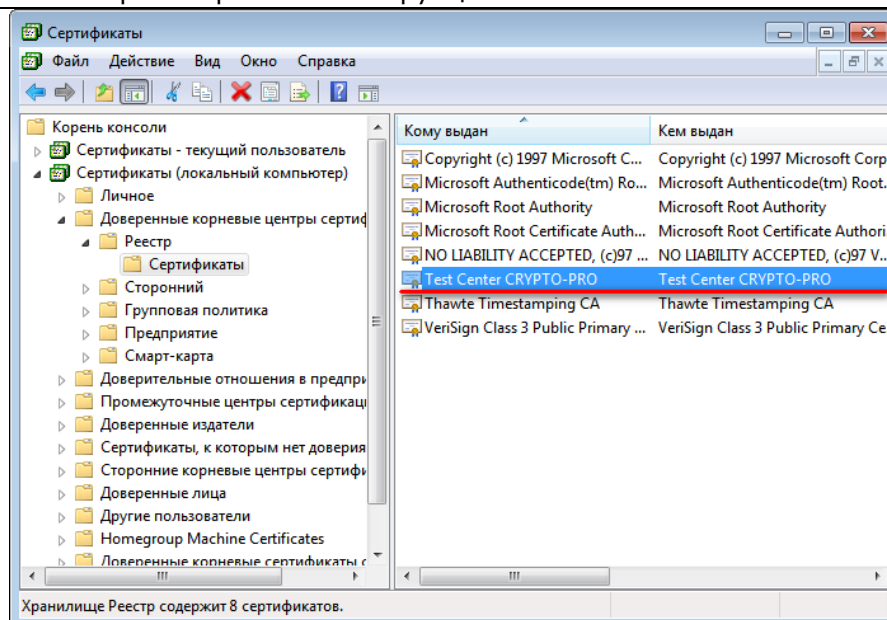 Сертификаты
Файл Действие Вид Окно Справка
Корень консоли
Сертификаты - текущий пользователь
Сертификаты (локальный компьютер)
Личное
Доверенные корневые центры сертиф
Реестр
Сертификаты
Сторонний
Групповая политика
Предприятие
Смарт-карта
Доверительные отношения в предпри
Промежуточные центры сертификаци
Доверенные издатели
Сертификаты, к которым нет доверия
Сторонние корневые центры сертифи
Доверенные лица
Другие пользователи
Homegroup Machine Certificates
Доверенные корневые сертификаты с
Кому выдан Кем выдан
Copyright (c) 1997 Microsoft C... Copyright (c) 1997 Microsoft Corp
Microsoft Authenticode(tm) Ro... Microsoft Authenticode(tm) Root.
Microsoft Root Authority Microsoft Root Authority
Microsoft Root Certificate Auth... Microsoft Root Certificate Authori
NO LIABILITY ACCEPTED, (c)97 ... NO LIABILITY ACCEPTED, (c)97 V...
Test Center CRYPTO-PRO Test Center CRYPTO-PRO
Thawte Timestamping CA Thawte Timestamping CA
VeriSign Class 3 Public Primary ... VeriSign Class 3 Public Primary Ce
Хранилище Реестр содержит 8 сертификатов.